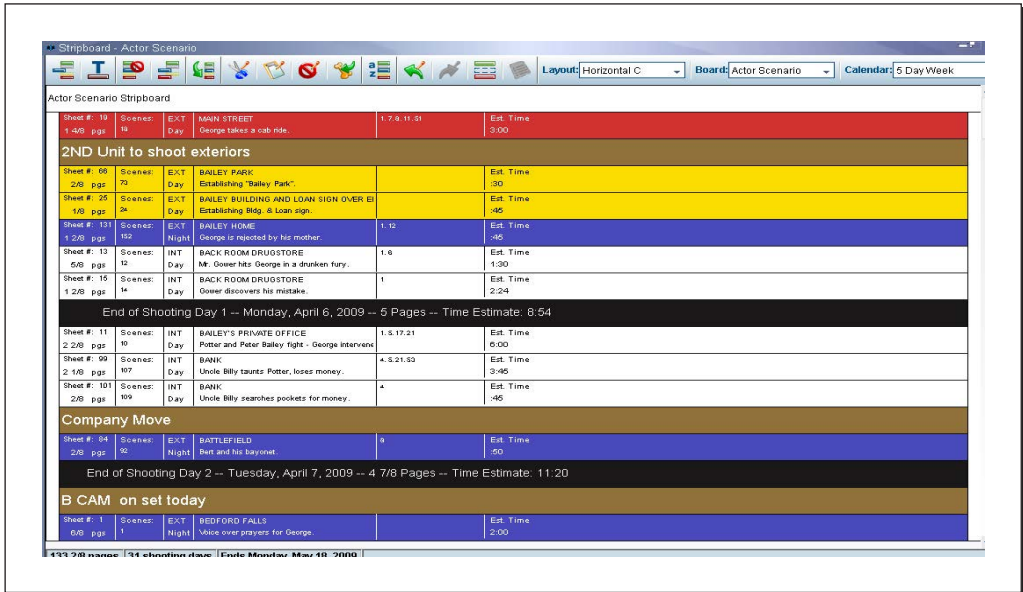 Stripboard - Actor Scenario
Layout: Horizontal C Board: Actor Scenario Calendar: 5 Day Week
Actor Scenario Stripboard
Sheet #: 19 Scenes: EXT MAIN STREET 1.7.8.11.51 Est. Time
1 4/8 pgs 18 Day George takes a cab ride. 3:00
2ND Unit to shoot exteriors
Sheet #: 66 Scenes: EXT BAILEY PARK Est. Time
2/8 pgs 73 Day Establishing "Bailey Park". :30
Sheet #: 25 Scenes: EXT BAILEY BUILDING AND LOAN SIGN OVER EI Est. Time
1/8 pgs 24 Day Establishing Bldg. & Loan sign. :45
Sheet #: 131 Scenes: EXT BAILEY HOME 1. 12 Est. Time
1 2/8 pgs 152 Night George is rejected by his mother. :45
Sheet #: 13 Scenes: INT BACK ROOM DRUGSTORE 1. 6 Est. Time
5/8 pgs 12 Day Mr. Gower hits George in a drunken fury. 1:30
Sheet #: 15 Scenes: INT BACK ROOM DRUGSTORE 1 Est. Time
1 2/8 pgs 14 Day Gower discovers his mistake. 2:24
End of Shooting Day 1 -- Monday, April 6, 2009 -- 5 Pages -- Time Estimate: 8:54
Sheet #: 11 Scenes: INT BAILEY'S PRIVATE OFFICE 1. 5. 17. 21 Est. Time
2 2/8 pgs 10 Day Potter and Peter Bailey fight - George intervene 6:00
Sheet #: 99 Scenes: INT BANK 4. 5. 21. 53 Est. Time
2 1/8 pgs 107 Day Uncle Billy taunts Potter, loses money. 3:45
Sheet #: 101 Scenes: INT BANK 4 Est. Time
2/8 pgs 109 Day Uncle Billy searches pockets for money. :45
Company Move
Sheet #: 84 Scenes: EXT BATTLEFIELD 8 Est. Time
2/8 pgs 92 Night Bert and his bayonet. :50
End of Shooting Day 2 -- Tuesday, April 7, 2009 -- 4 7/8 Pages -- Time Estimate: 11:20
B CAM on set today
Sheet #: 1 Scenes: EXT BEDFORD FALLS Est. Time
6/8 pgs 1 Night Voice over prayers for George. 2:00
133 2/8 pages 31 shooting days Ends Monday, May 18, 2009